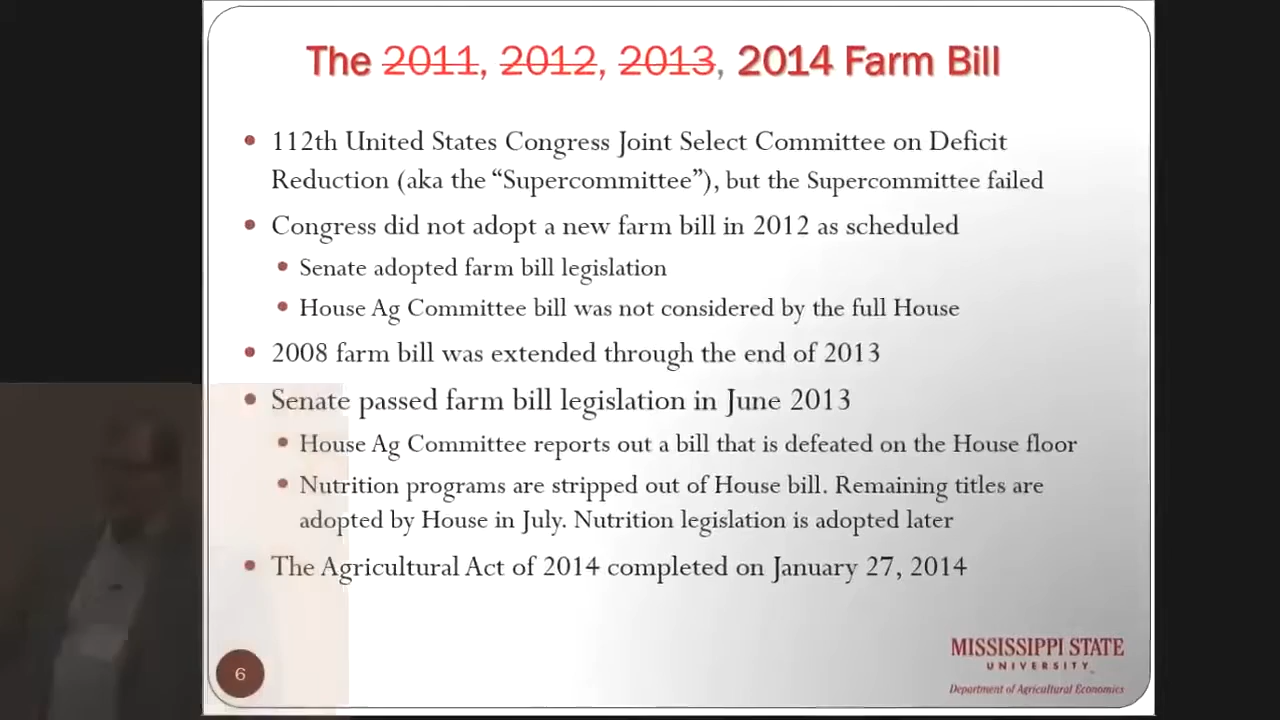 The 2011, 2012, 2013, 2014 Farm Bill
• 112th United States Congress Joint Select Committee on Deficit
Reduction (aka the “Supercommittee”), but the Supercommittee failed
• Congress did not adopt a new farm bill in 2012 as scheduled
• Senate adopted farm bill legislation
• House Ag Committee bill was not considered by the full House
• 2008 farm bill was extended through the end of 2013
• Senate passed farm bill legislation in June 2013
• House Ag Committee reports out a bill that is defeated on the House floor
• Nutrition programs are stripped out of House bill. Remaining titles are
adopted by House in July. Nutrition legislation is adopted later
• The Agricultural Act of 2014 completed on January 27, 2014
6
MISSISSIPPI STATE
UNIVERSITY
Department of Agricultural Economics